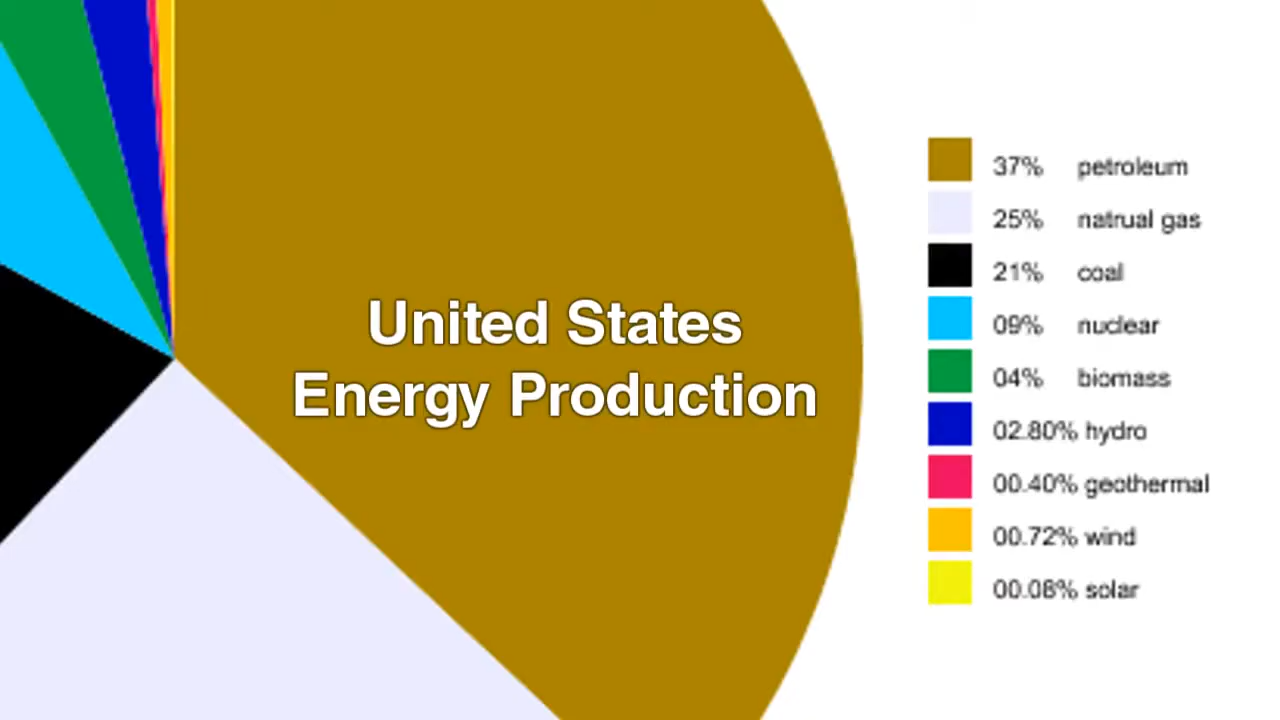 United States
Energy Production
37% petroleum
25% natrual gas
21% coal
09% nuclear
04% biomass
02.80% hydro
00.40% geothermal
00.72% wind
00.08% solar